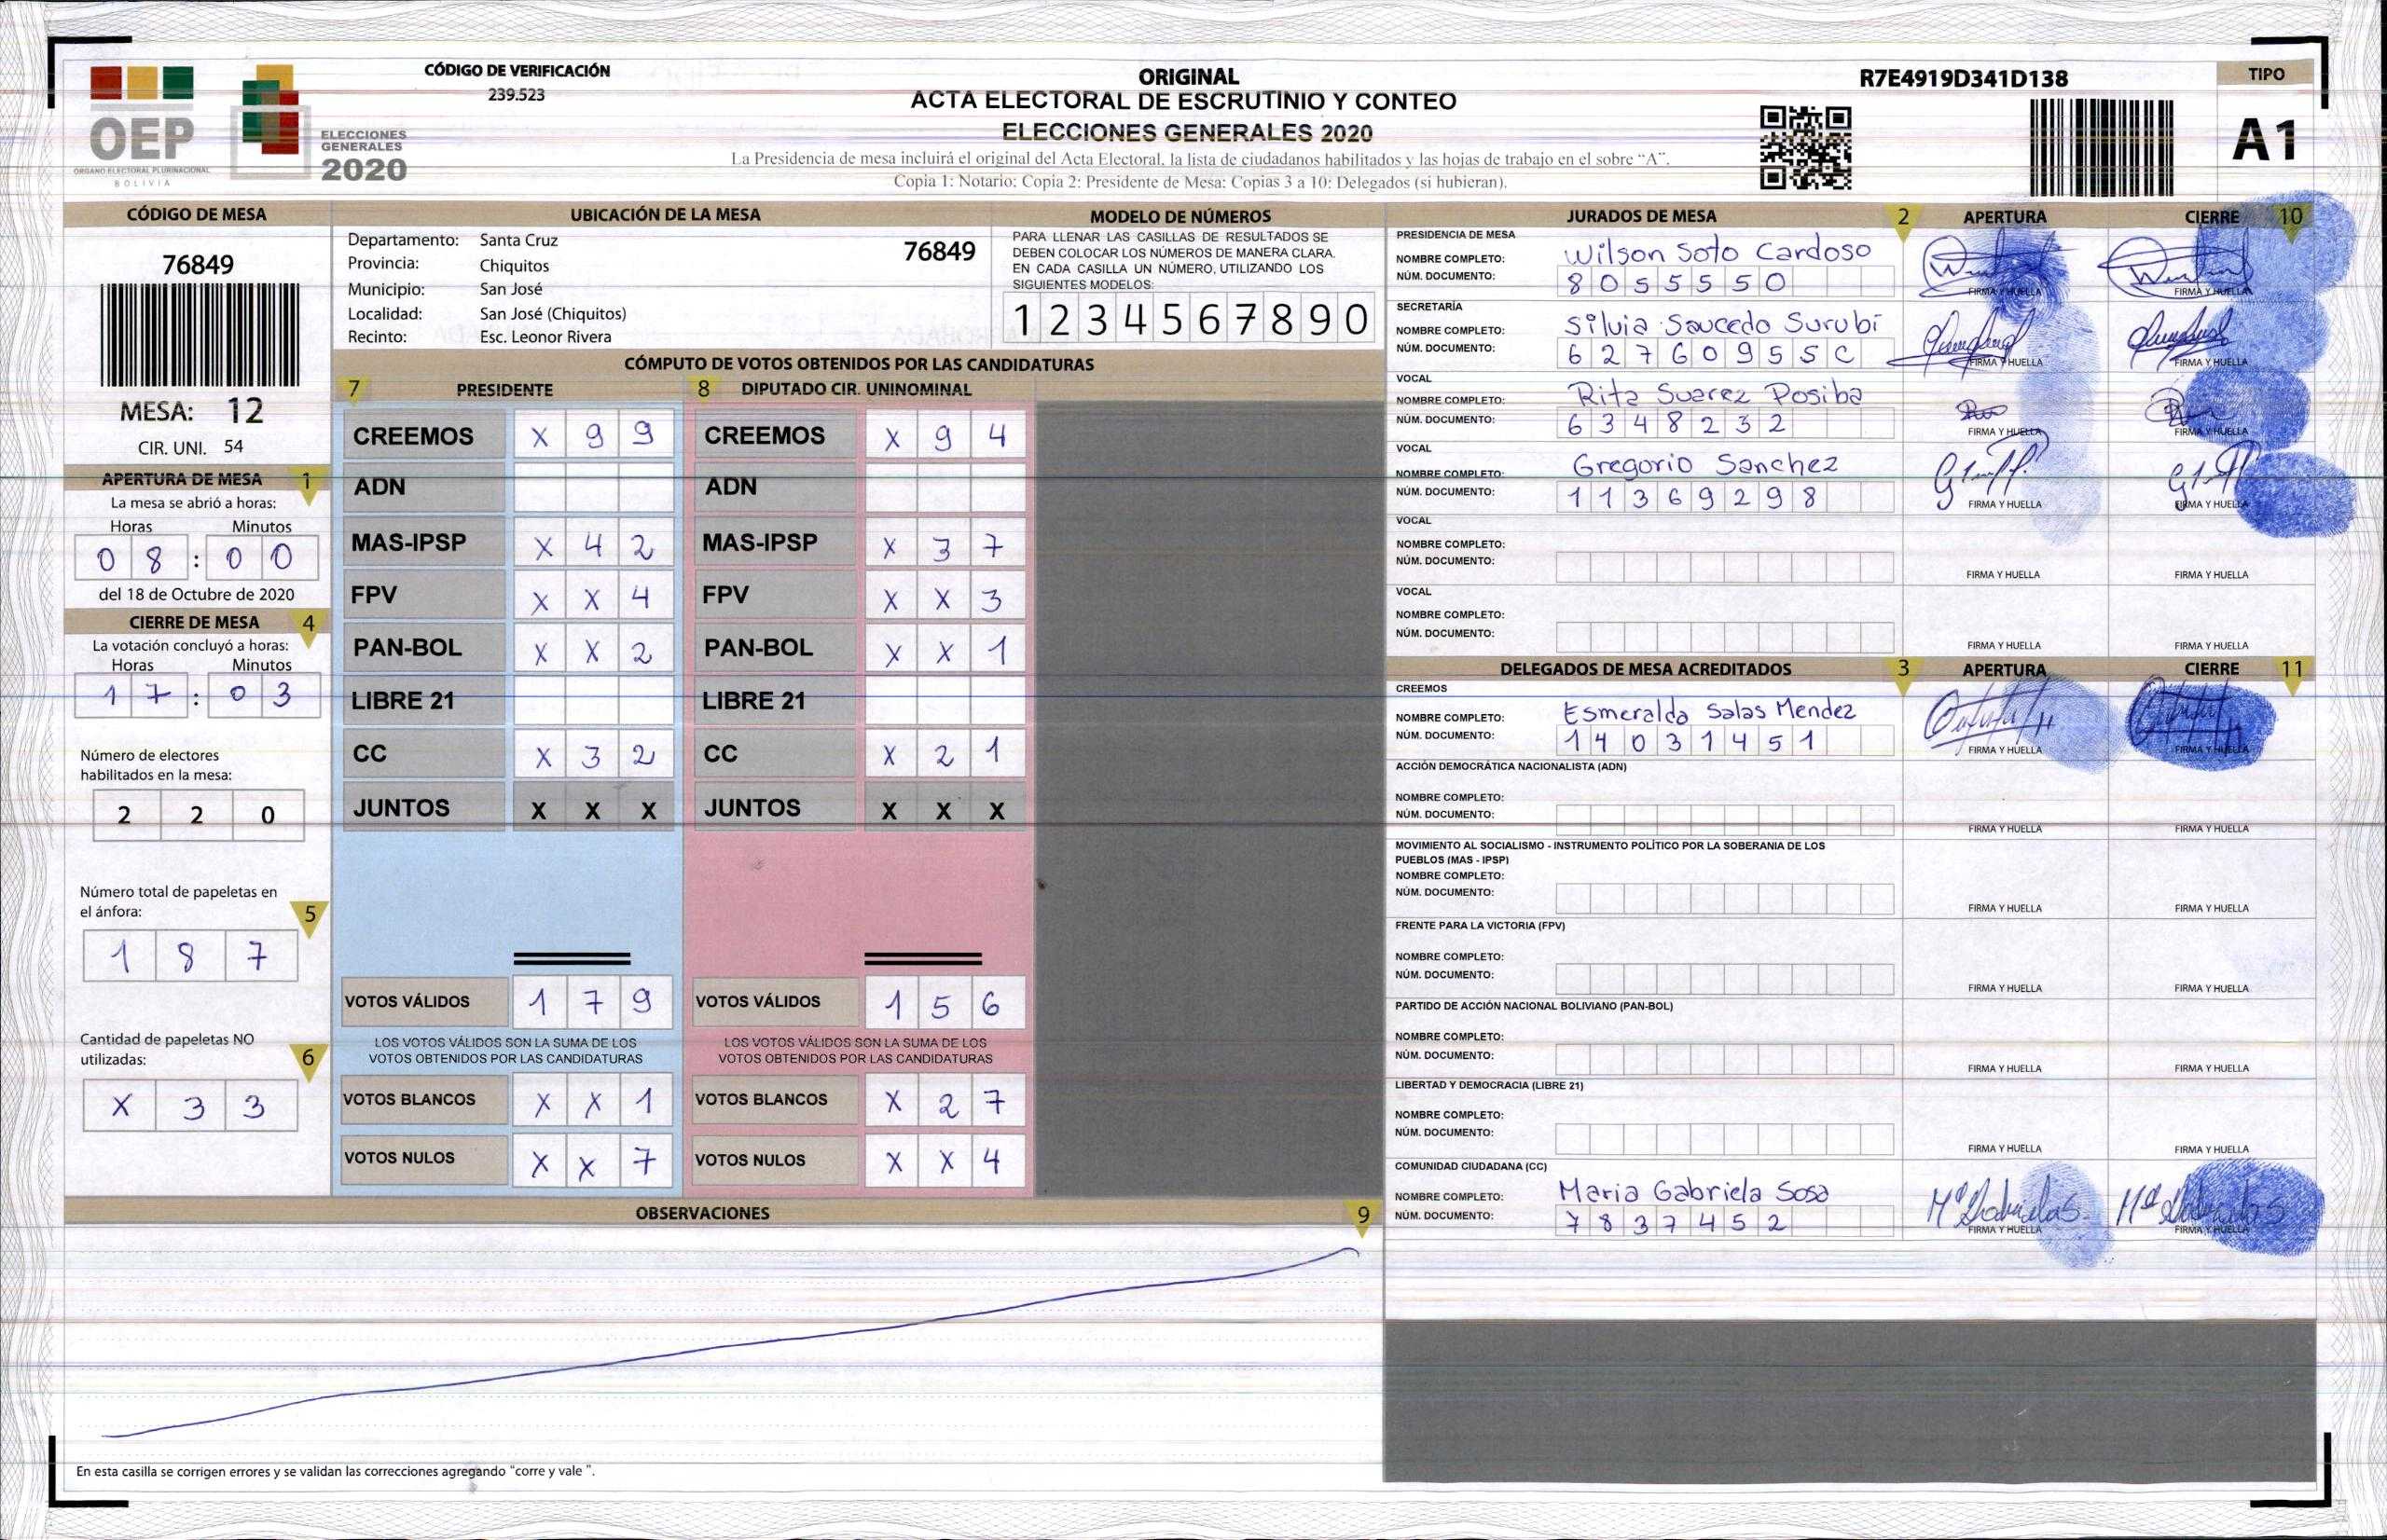 CÓDIGO DE VERIFICACIÓN
239.523
OEP
ÓRGANO ELECTORAL PLURINACIONAL
BOLIVIA
ELECCIONES
GENERALES
2020
ORIGINAL
ACTA ELECTORAL DE ESCRUTINIO Y CONTEO
ELECCIONES GENERALES 2020
La Presidencia de mesa incluirá el original del Acta Electoral, la lista de ciudadanos habilitados y las hojas de trabajo en el sobre "A".
Copia 1: Notario: Copia 2: Presidente de Mesa: Copias 3 a 10: Delegados (si hubieran).
R7E4919D341D138
TIPO
A1
CÓDIGO DE MESA
76849
MESA: 12
CIR. UNI. 54
APERTURA DE MESA 1
La mesa se abrió a horas:
Horas Minutos
0 8 : 0 0
del 18 de Octubre de 2020
CIERRE DE MESA 4
La votación concluyó a horas:
Horas Minutos
1 7 : 0 3
Número de electores
habilitados en la mesa:
2 2 0
Número total de papeletas en
el ánfora: 5
1 8 7
Cantidad de papeletas NO
utilizadas: 6
X 3 3
UBICACIÓN DE LA MESA
Departamento: Santa Cruz 76849
Provincia: Chiquitos
Municipio: San José
Localidad: San José (Chiquitos)
Recinto: Esc. Leonor Rivera
MODELO DE NÚMEROS
PARA LLENAR LAS CASILLAS DE RESULTADOS SE
DEBEN COLOCAR LOS NÚMEROS DE MANERA CLARA.
EN CADA CASILLA UN NÚMERO, UTILIZANDO LOS
SIGUIENTES MODELOS:
1 2 3 4 5 6 7 8 9 0
CÓMPUTO DE VOTOS OBTENIDOS POR LAS CANDIDATURAS
7 PRESIDENTE 8 DIPUTADO CIR. UNINOMINAL
CREEMOS X 9 9 CREEMOS X 9 4
ADN ADN
MAS-IPSP X 4 2 MAS-IPSP X 3 7
FPV X X 4 FPV X X 3
PAN-BOL X X 2 PAN-BOL X X 1
LIBRE 21 LIBRE 21
CC X 3 2 CC X 2 1
JUNTOS X X X JUNTOS X X X
VOTOS VÁLIDOS 1 7 9 VOTOS VÁLIDOS 1 5 6
LOS VOTOS VÁLIDOS SON LA SUMA DE LOS LOS VOTOS VÁLIDOS SON LA SUMA DE LOS
VOTOS OBTENIDOS POR LAS CANDIDATURAS VOTOS OBTENIDOS POR LAS CANDIDATURAS
VOTOS BLANCOS X X 1 VOTOS BLANCOS X 2 7
VOTOS NULOS X X 7 VOTOS NULOS X X 4
OBSERVACIONES 9
En esta casilla se corrigen errores y se validan las correcciones agregando "corre y vale ".
JURADOS DE MESA 2 APERTURA CIERRE 10
PRESIDENCIA DE MESA
NOMBRE COMPLETO: Wilson Soto Cardoso
NÚM. DOCUMENTO: 8 0 5 5 5 5 0
FIRMA Y HUELLA FIRMA Y HUELLA
SECRETARÍA
NOMBRE COMPLETO: Silvia Saucedo Surubi
NÚM. DOCUMENTO: 6 2 7 6 0 9 5 S C
FIRMA Y HUELLA FIRMA Y HUELLA
VOCAL
NOMBRE COMPLETO: Rita Suarez Posiba
NÚM. DOCUMENTO: 6 3 4 8 2 3 2
FIRMA Y HUELLA FIRMA Y HUELLA
VOCAL
NOMBRE COMPLETO: Gregorio Sanchez
NÚM. DOCUMENTO: 1 1 3 6 9 2 9 8
FIRMA Y HUELLA FIRMA Y HUELLA
VOCAL
NOMBRE COMPLETO:
NÚM. DOCUMENTO:
FIRMA Y HUELLA FIRMA Y HUELLA
VOCAL
NOMBRE COMPLETO:
NÚM. DOCUMENTO:
FIRMA Y HUELLA FIRMA Y HUELLA
DELEGADOS DE MESA ACREDITADOS 3 APERTURA CIERRE 11
CREEMOS
NOMBRE COMPLETO: Esmeralda Salas Mendez
NÚM. DOCUMENTO: 1 4 0 3 1 4 5 1
FIRMA Y HUELLA FIRMA Y HUELLA
ACCIÓN DEMOCRÁTICA NACIONALISTA (ADN)
NOMBRE COMPLETO:
NÚM. DOCUMENTO:
FIRMA Y HUELLA FIRMA Y HUELLA
MOVIMIENTO AL SOCIALISMO - INSTRUMENTO POLÍTICO POR LA SOBERANIA DE LOS
PUEBLOS (MAS - IPSP)
NOMBRE COMPLETO:
NÚM. DOCUMENTO:
FIRMA Y HUELLA FIRMA Y HUELLA
FRENTE PARA LA VICTORIA (FPV)
NOMBRE COMPLETO:
NÚM. DOCUMENTO:
FIRMA Y HUELLA FIRMA Y HUELLA
PARTIDO DE ACCIÓN NACIONAL BOLIVIANO (PAN-BOL)
NOMBRE COMPLETO:
NÚM. DOCUMENTO:
FIRMA Y HUELLA FIRMA Y HUELLA
LIBERTAD Y DEMOCRACIA (LIBRE 21)
NOMBRE COMPLETO:
NÚM. DOCUMENTO:
FIRMA Y HUELLA FIRMA Y HUELLA
COMUNIDAD CIUDADANA (CC)
NOMBRE COMPLETO: Maria Gabriela Sosa
NÚM. DOCUMENTO: 7 8 3 7 4 5 2
FIRMA Y HUELLA FIRMA Y HUELLA